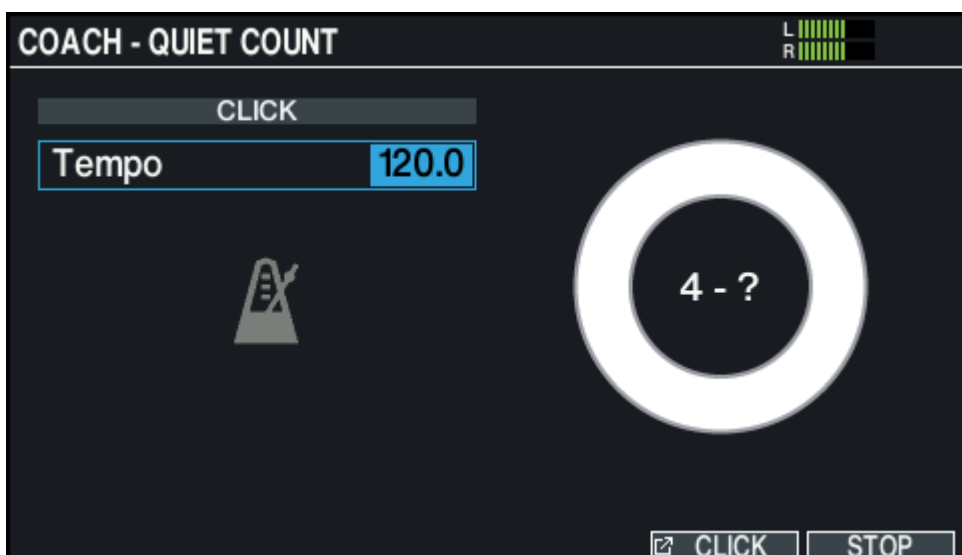 COACH - QUIET COUNT
L
R
CLICK
Tempo 120.0
4 - ?
CLICK STOP